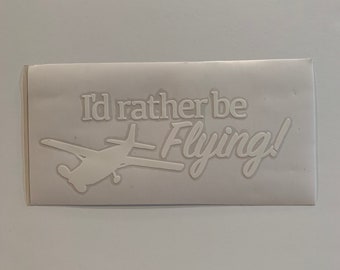 I'd rather be
Flying!